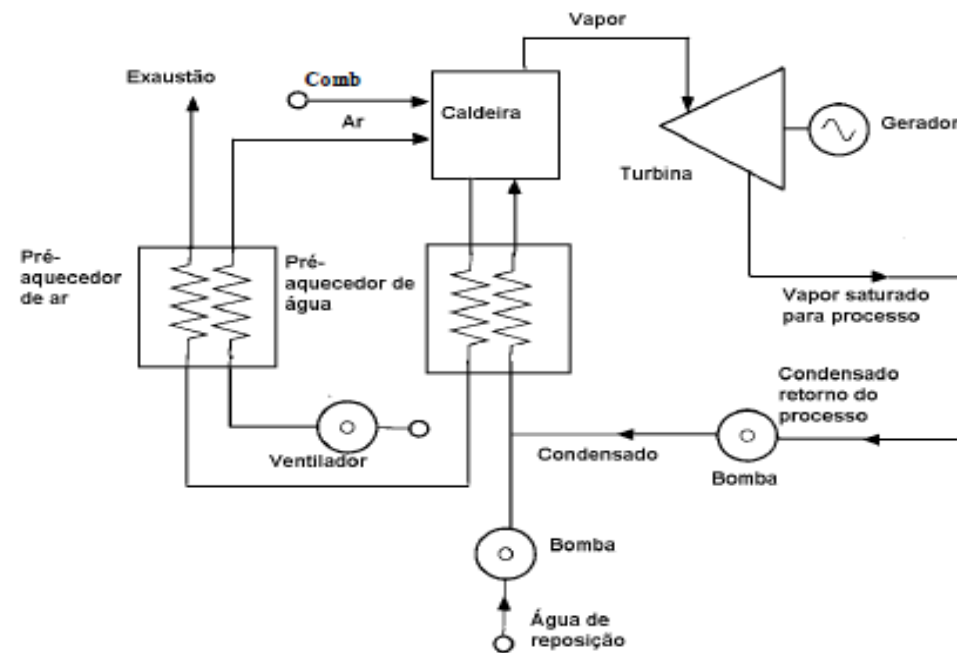 Vapor
Exaustão
Comb
Ar
Caldeira
Gerador
Turbina
Pré-
aquecedor
de ar
Pré-
aquecedor de
água
Vapor saturado
para processo
Condensado
retorno do
processo
Ventilador
Condensado
Bomba
Bomba
Água de
reposição